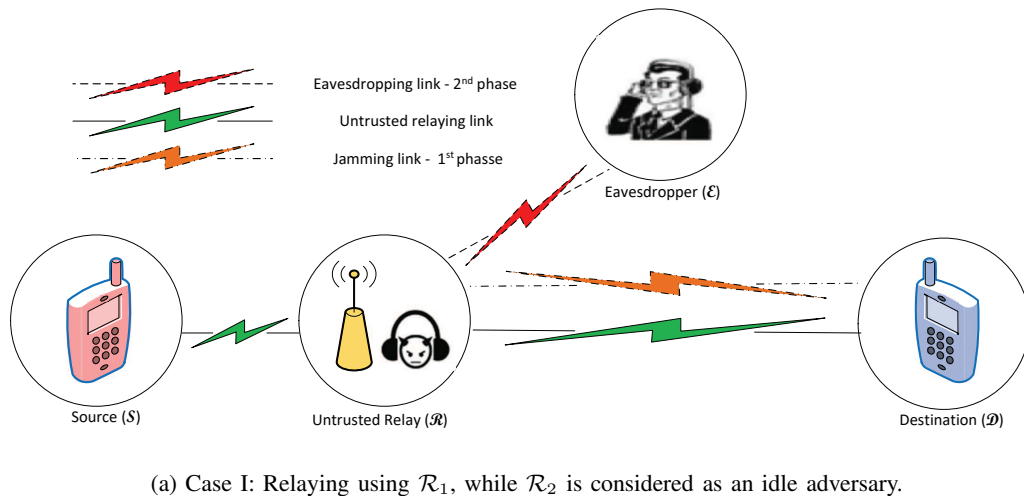 Eavesdropping link - 2nd phase
Untrusted relaying link
Jamming link - 1st phasse
Eavesdropper (ℰ)
Source (𝒮)
Untrusted Relay (ℛ)
Destination (𝒟)
(a) Case I: Relaying using ℛ₁, while ℛ₂ is considered as an idle adversary.